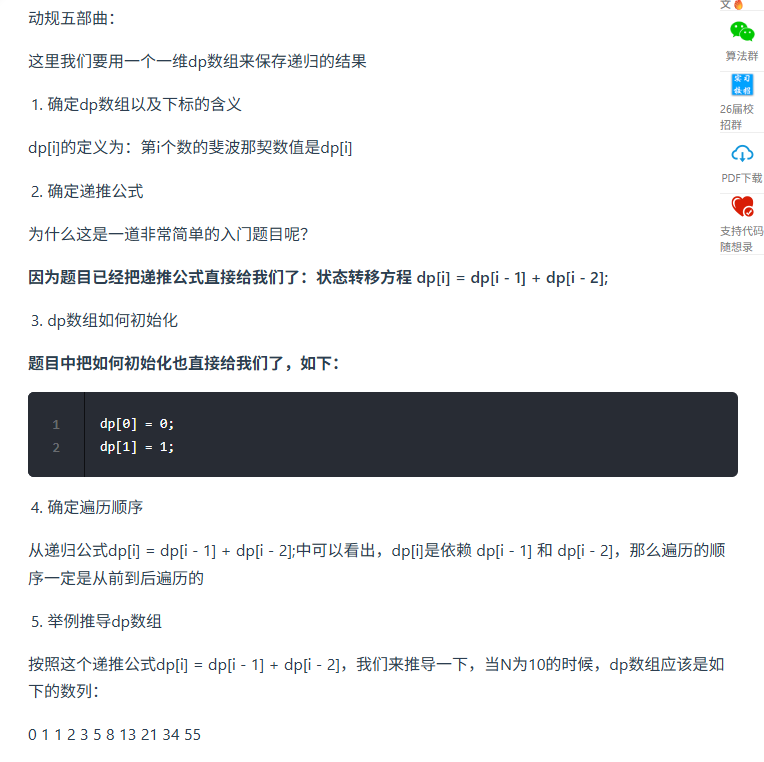 动规五部曲：
这里我们要用一个一维dp数组来保存递归的结果
1. 确定dp数组以及下标的含义
dp[i]的定义为：第i个数的斐波那契数值是dp[i]
2. 确定递推公式
为什么这是一道非常简单的入门题目呢？
因为题目已经把递推公式直接给我们了：状态转移方程 dp[i] = dp[i - 1] + dp[i - 2];
3. dp数组如何初始化
题目中把如何初始化也直接给我们了，如下：
1 dp[0] = 0;
2 dp[1] = 1;
4. 确定遍历顺序
从递归公式dp[i] = dp[i - 1] + dp[i - 2];中可以看出，dp[i]是依赖 dp[i - 1] 和 dp[i - 2]，那么遍历的顺
序一定是从前到后遍历的
5. 举例推导dp数组
按照这个递推公式dp[i] = dp[i - 1] + dp[i - 2]，我们来推导一下，当N为10的时候，dp数组应该是如
下的数列：
0 1 1 2 3 5 8 13 21 34 55
文
算法群
实习
教程
26届校
招群
PDF下载
支持代码
随想录